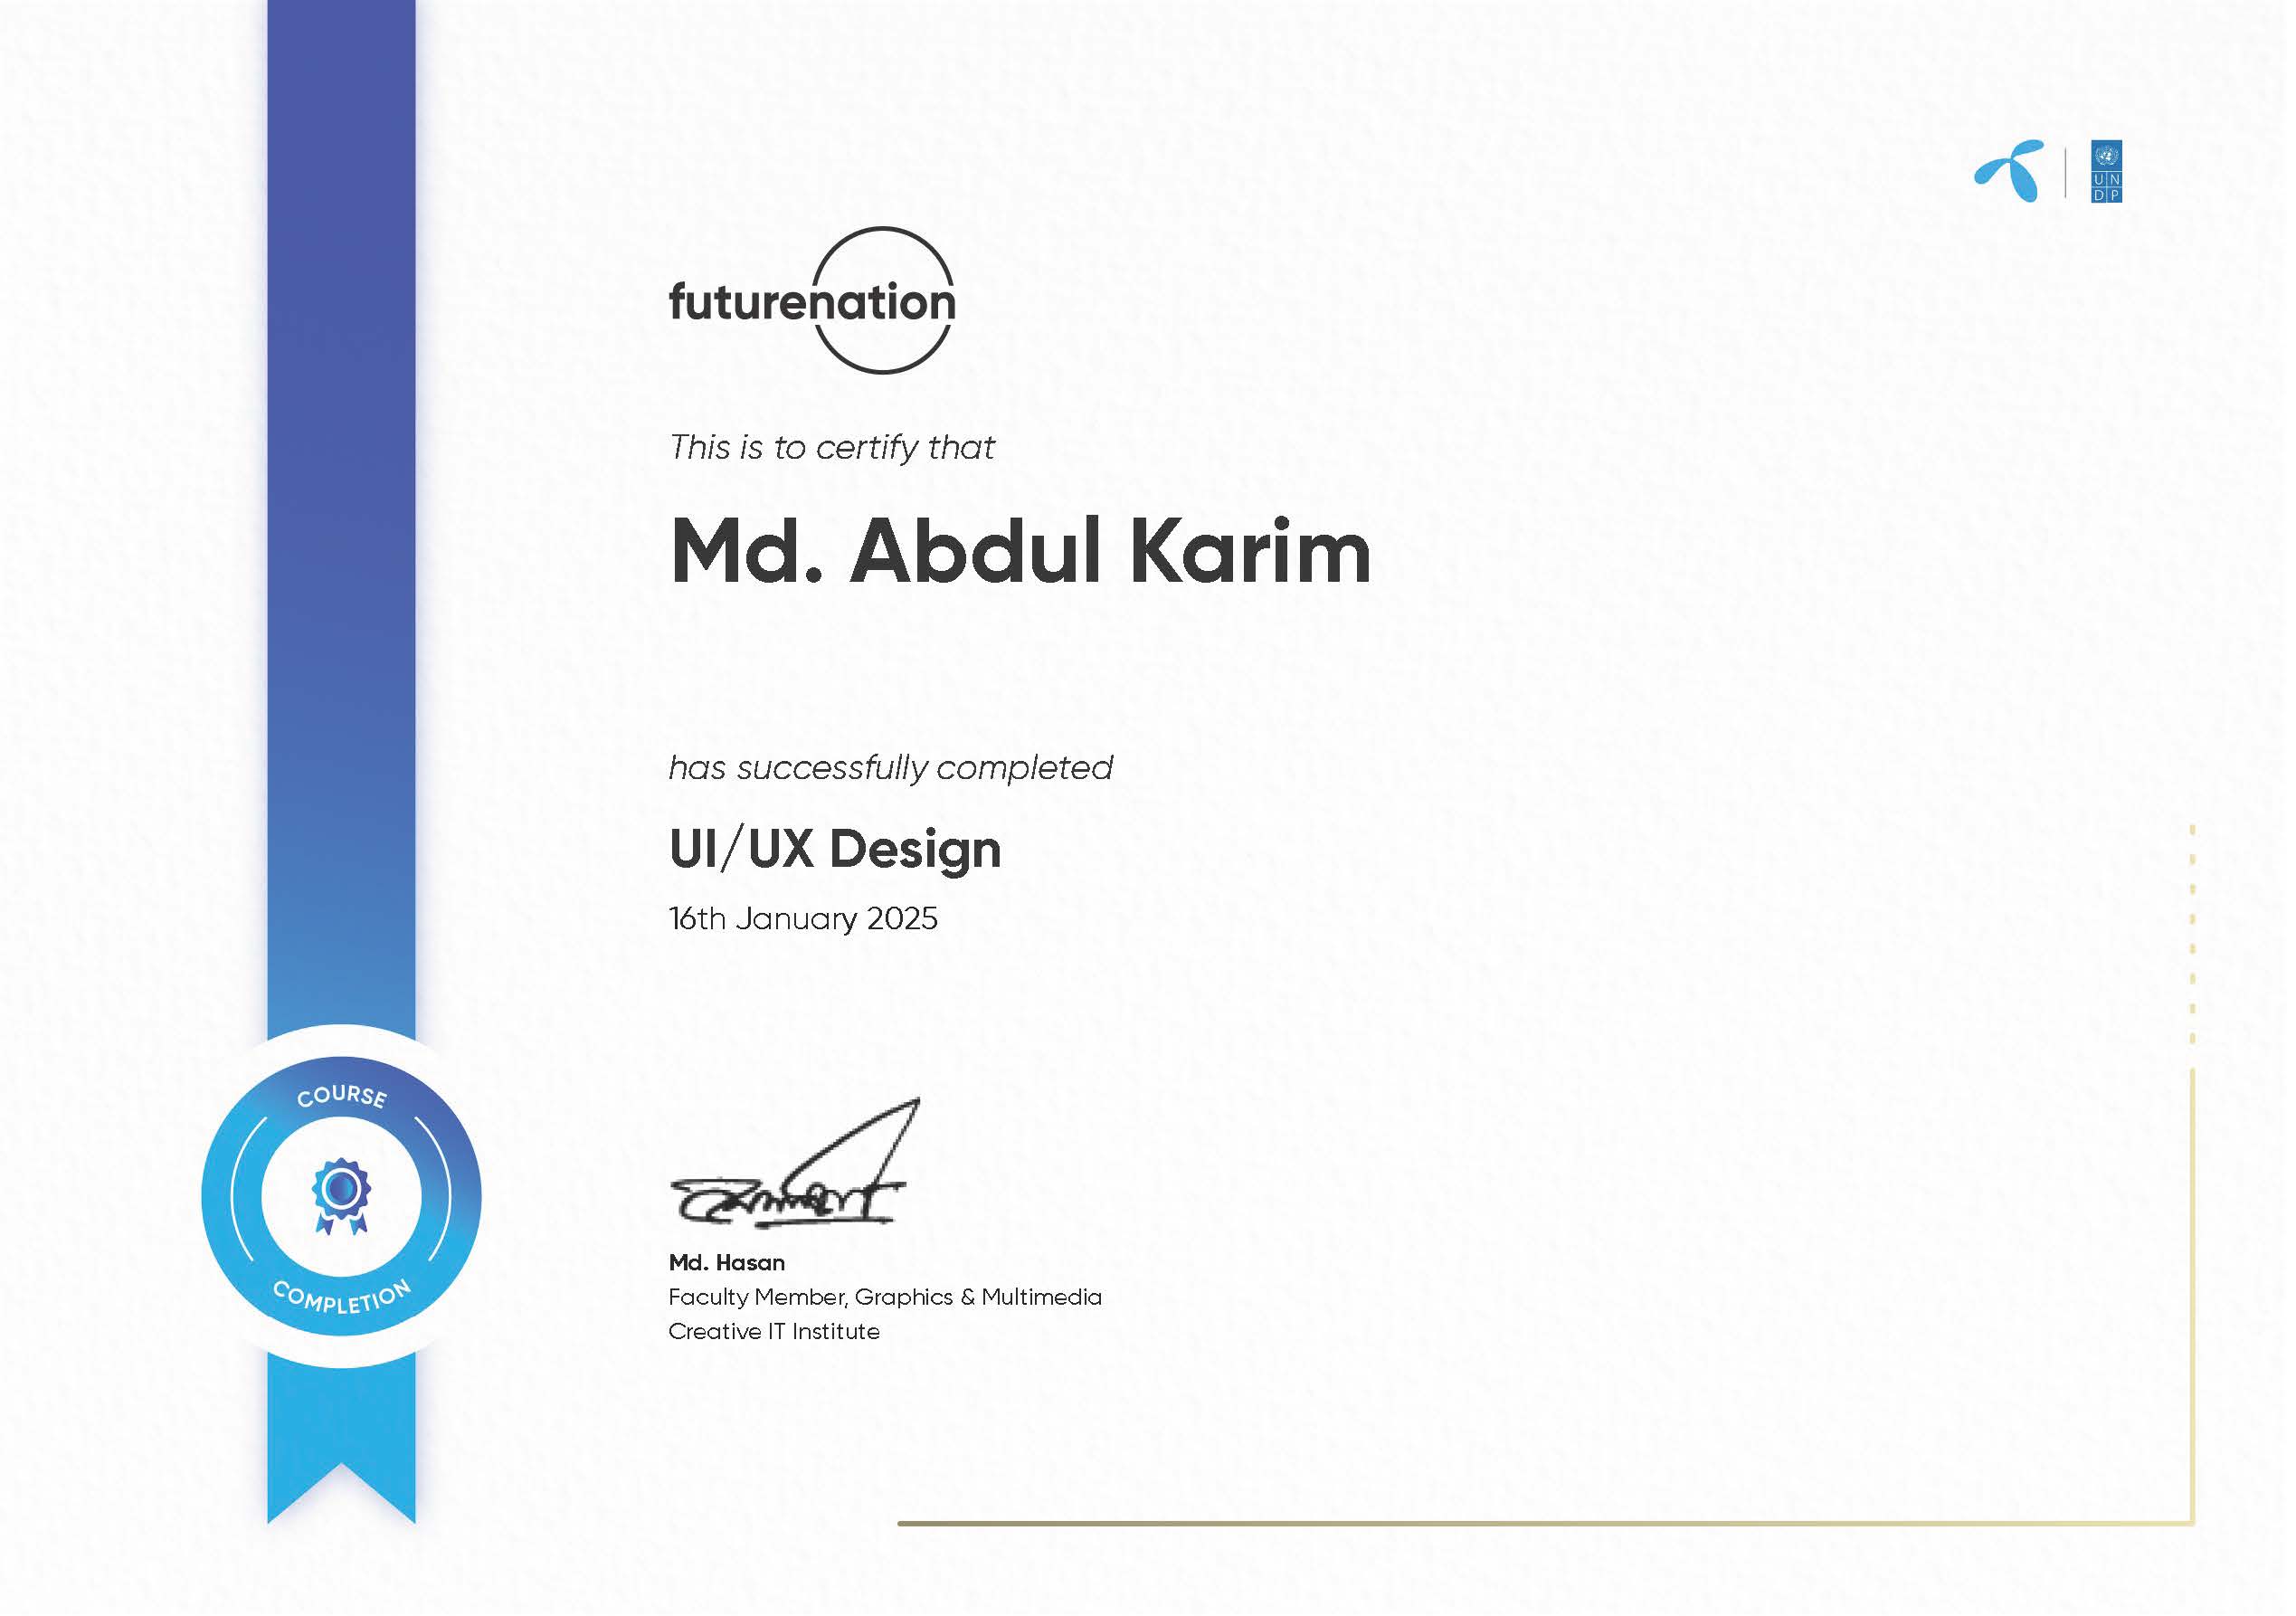 UN
DP
futurenation
This is to certify that
Md. Abdul Karim
has successfully completed
UI/UX Design
16th January 2025
COURSE
COMPLETION
Md. Hasan
Faculty Member, Graphics & Multimedia
Creative IT Institute